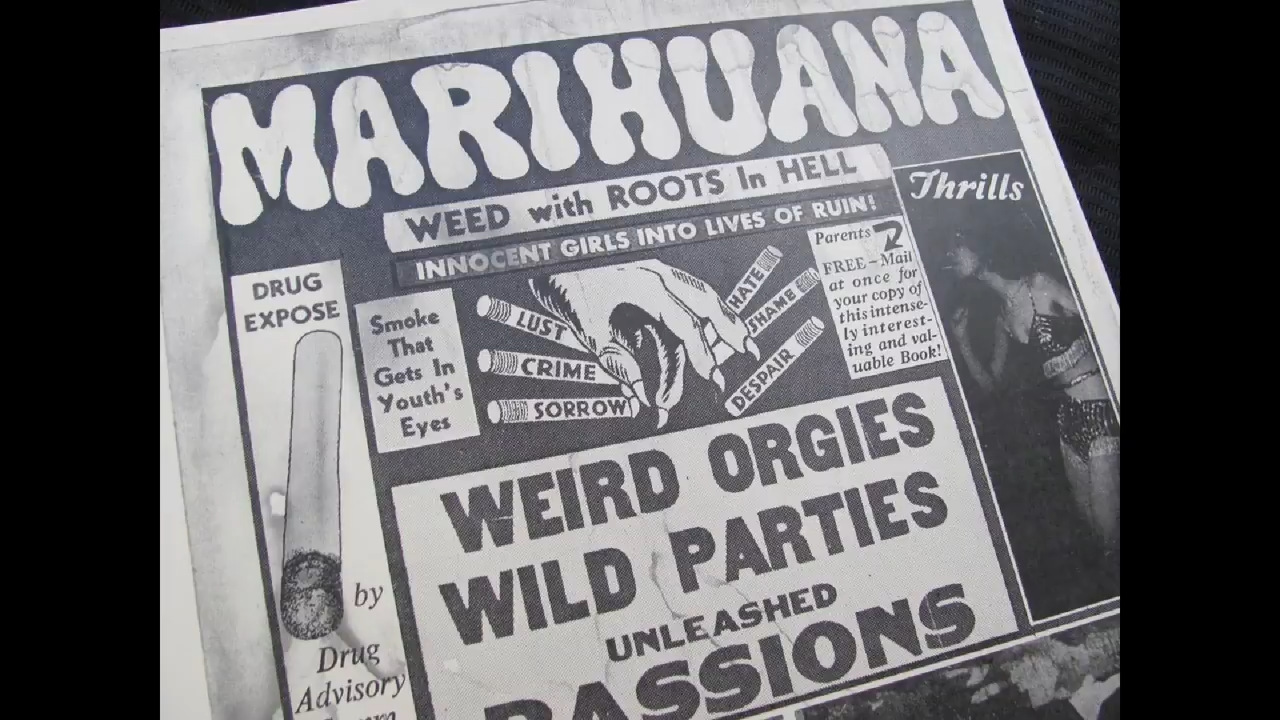 MARIHUANA
WEED with ROOTS In HELL
INNOCENT GIRLS INTO LIVES OF RUIN!
Thrills
DRUG
EXPOSE
Smoke
That
Gets In
Youth's
Eyes
LUST
CRIME
SORROW
HATE
SHAME
DESPAIR
Parents
FREE-Mail
at once for
your copy of
this intense-
ly interest-
ing and val-
uable Book!
WEIRD ORGIES
WILD PARTIES
UNLEASHED
PASSIONS
by
Drug
Advisory